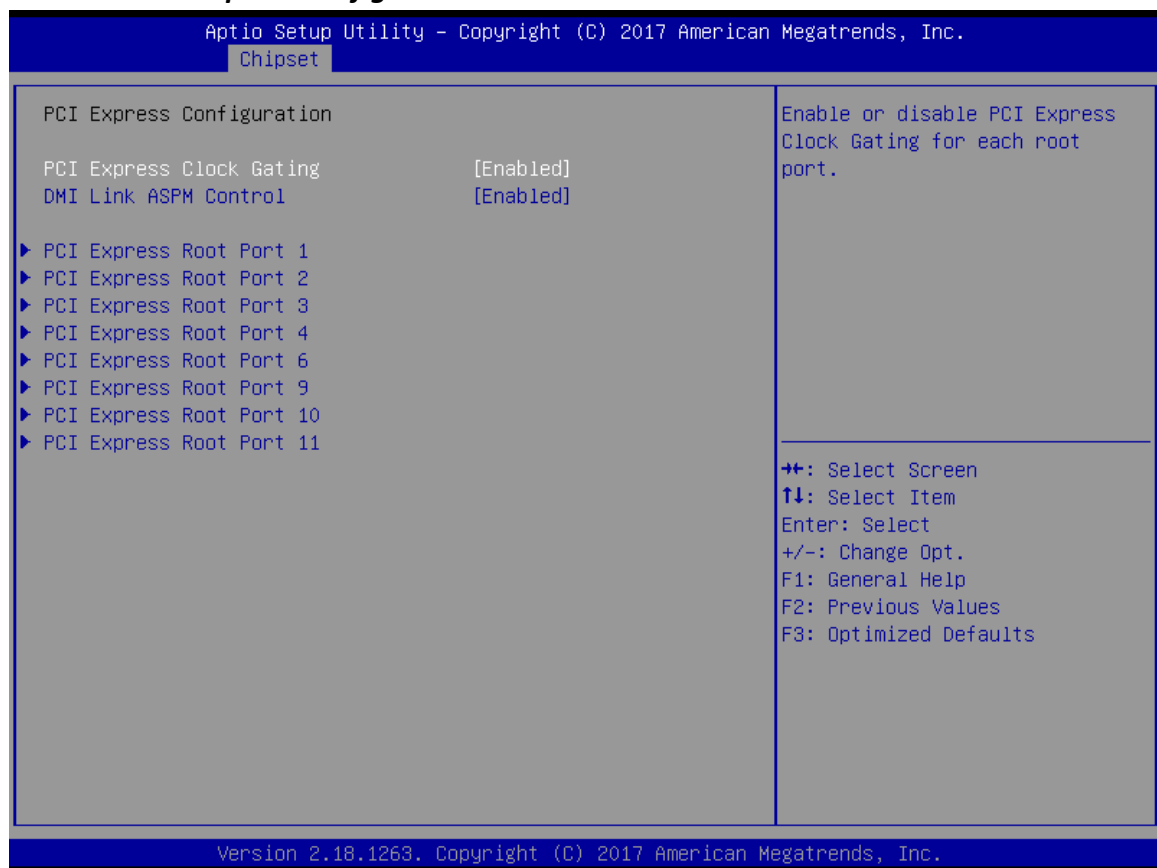 Aptio Setup Utility – Copyright (C) 2017 American Megatrends, Inc.
Chipset
PCI Express Configuration
PCI Express Clock Gating [Enabled]
DMI Link ASPM Control [Enabled]
PCI Express Root Port 1
PCI Express Root Port 2
PCI Express Root Port 3
PCI Express Root Port 4
PCI Express Root Port 6
PCI Express Root Port 9
PCI Express Root Port 10
PCI Express Root Port 11
Enable or disable PCI Express
Clock Gating for each root
port.
→←: Select Screen
↑↓: Select Item
Enter: Select
+/-: Change Opt.
F1: General Help
F2: Previous Values
F3: Optimized Defaults
Version 2.18.1263. Copyright (C) 2017 American Megatrends, Inc.